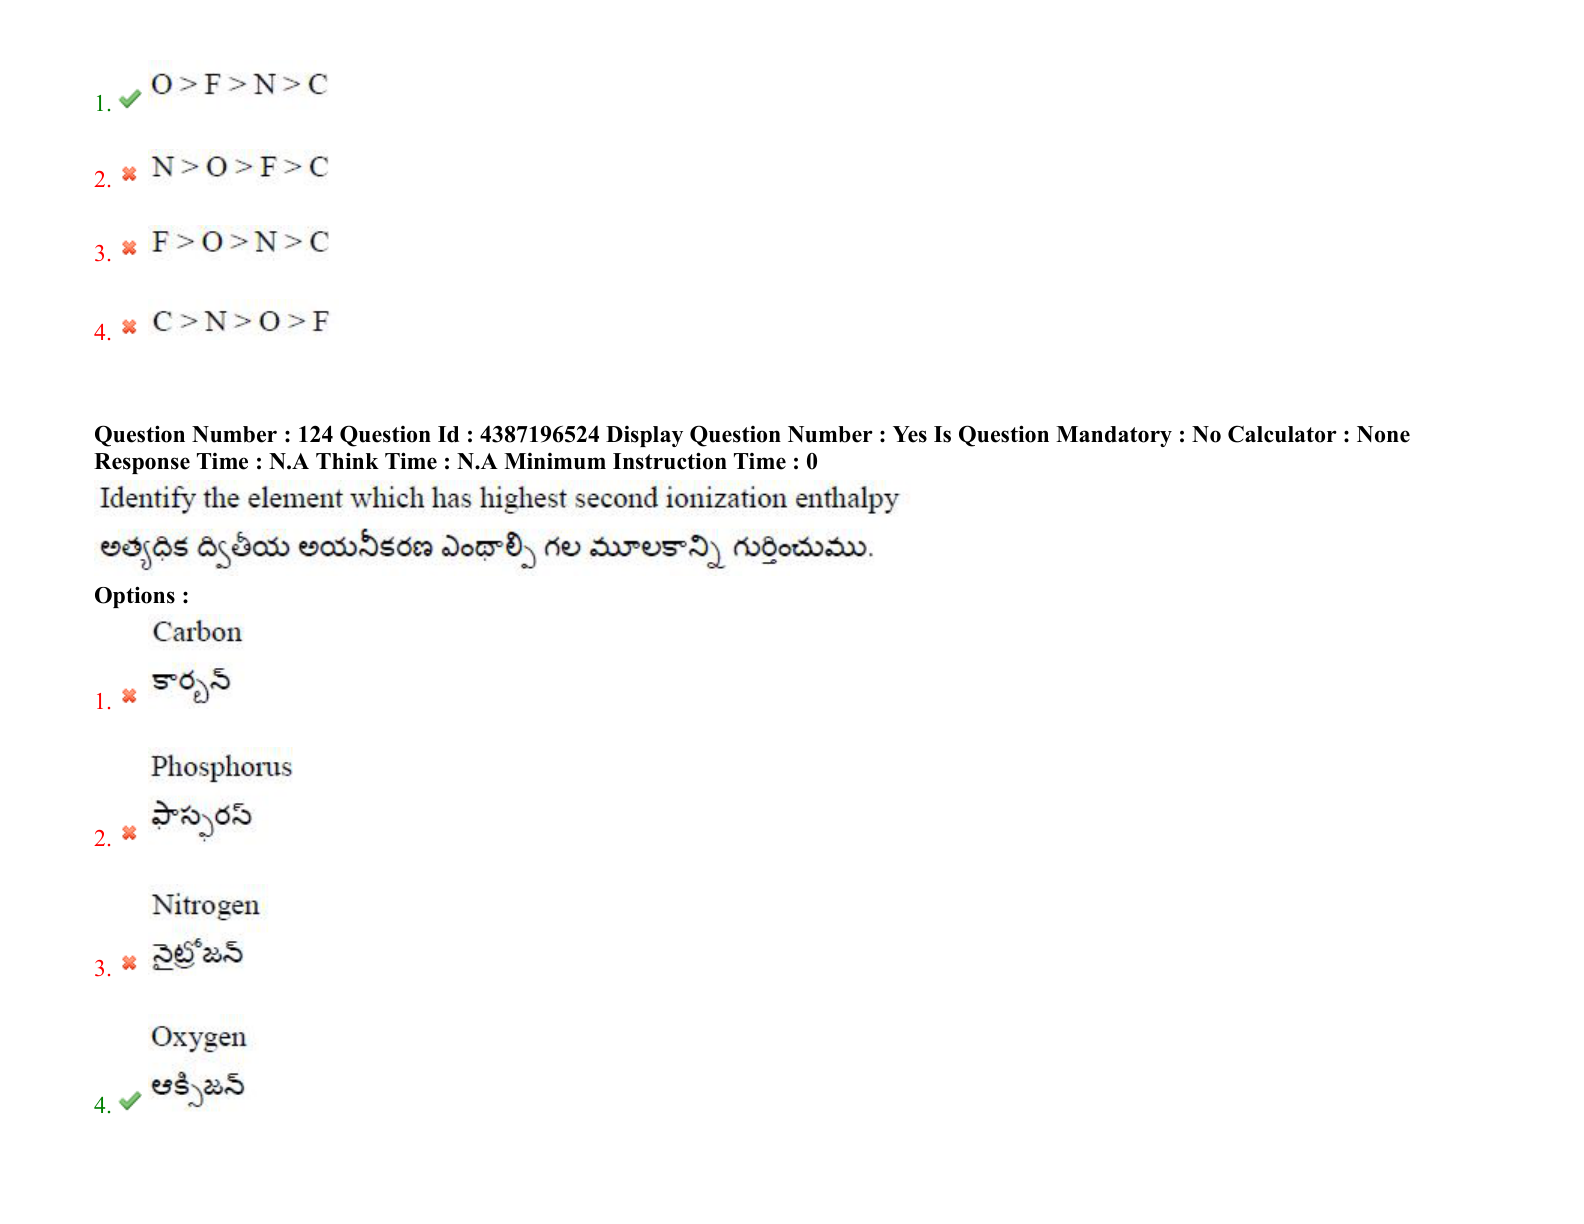 1. O > F > N > C
2. N > O > F > C
3. F > O > N > C
4. C > N > O > F
Question Number : 124 Question Id : 4387196524 Display Question Number : Yes Is Question Mandatory : No Calculator : None
Response Time : N.A Think Time : N.A Minimum Instruction Time : 0
Identify the element which has highest second ionization enthalpy
అత్యధిక ద్వితీయ అయనీకరణ ఎంథాల్పి గల మూలకాన్ని గుర్తించుము.
Options :
Carbon
కార్బన్
1.
Phosphorus
ఫాస్ఫరస్
2.
Nitrogen
నైట్రోజన్
3.
Oxygen
ఆక్సిజన్
4.